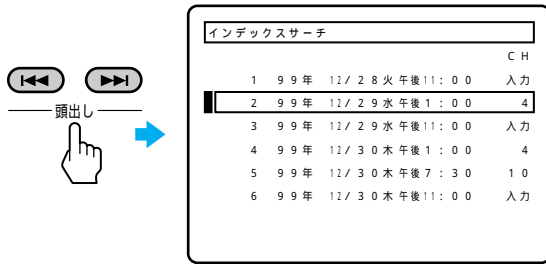 頭出し
インデックスサーチ
CH
1 99年 12/28火 午後11:00 入力
2 99年 12/29水 午後1:00 4
3 99年 12/29水 午後11:00 入力
4 99年 12/30木 午後1:00 4
5 99年 12/30木 午後7:30 10
6 99年 12/30木 午後11:00 入力